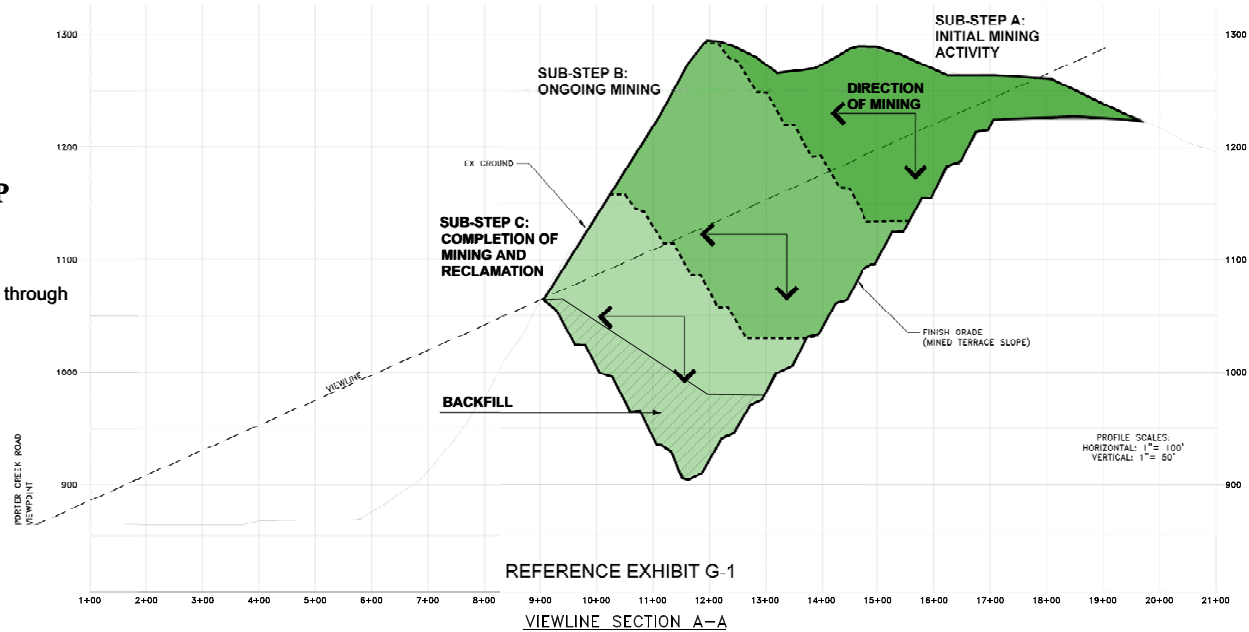 SUB-STEP A:
INITIAL MINING
ACTIVITY
1300
1300
SUB-STEP B:
ONGOING MINING
DIRECTION
OF MINING
1200
1200
EX GROUND
P
SUB-STEP C:
COMPLETION OF
MINING AND
RECLAMATION
1100
1100
through
FINISH GRADE
(MINED TERRACE SLOPE)
1000
1000
VIEWLINE
BACKFILL
PROFILE SCALES:
HORIZONTAL: 1"= 100'
VERTICAL: 1"= 50'
PORTER CREEK ROAD
VIEWPOINT
900
900
REFERENCE EXHIBIT G-1
1+00 2+00 3+00 4+00 5+00 6+00 7+00 8+00 9+00 10+00 11+00 12+00 13+00 14+00 15+00 16+00 17+00 18+00 19+00 20+00 21+00
VIEWLINE SECTION A-A